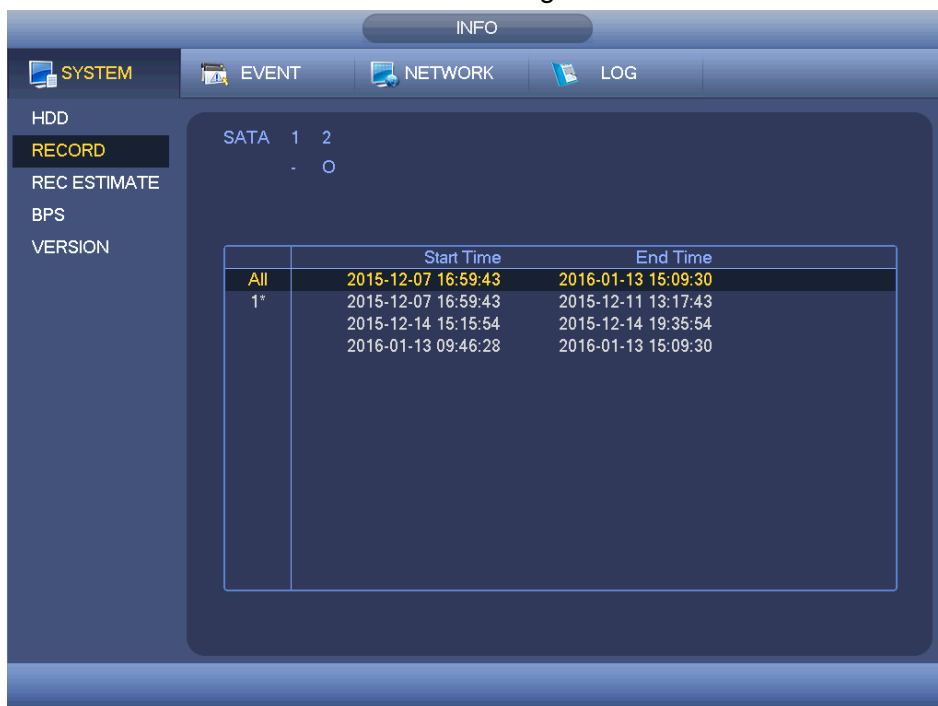 INFO
SYSTEM EVENT NETWORK LOG
HDD
RECORD
REC ESTIMATE
BPS
VERSION
SATA 1 2
- O
Start Time End Time
All 2015-12-07 16:59:43 2016-01-13 15:09:30
1* 2015-12-07 16:59:43 2015-12-11 13:17:43
2015-12-14 15:15:54 2015-12-14 19:35:54
2016-01-13 09:46:28 2016-01-13 15:09:30